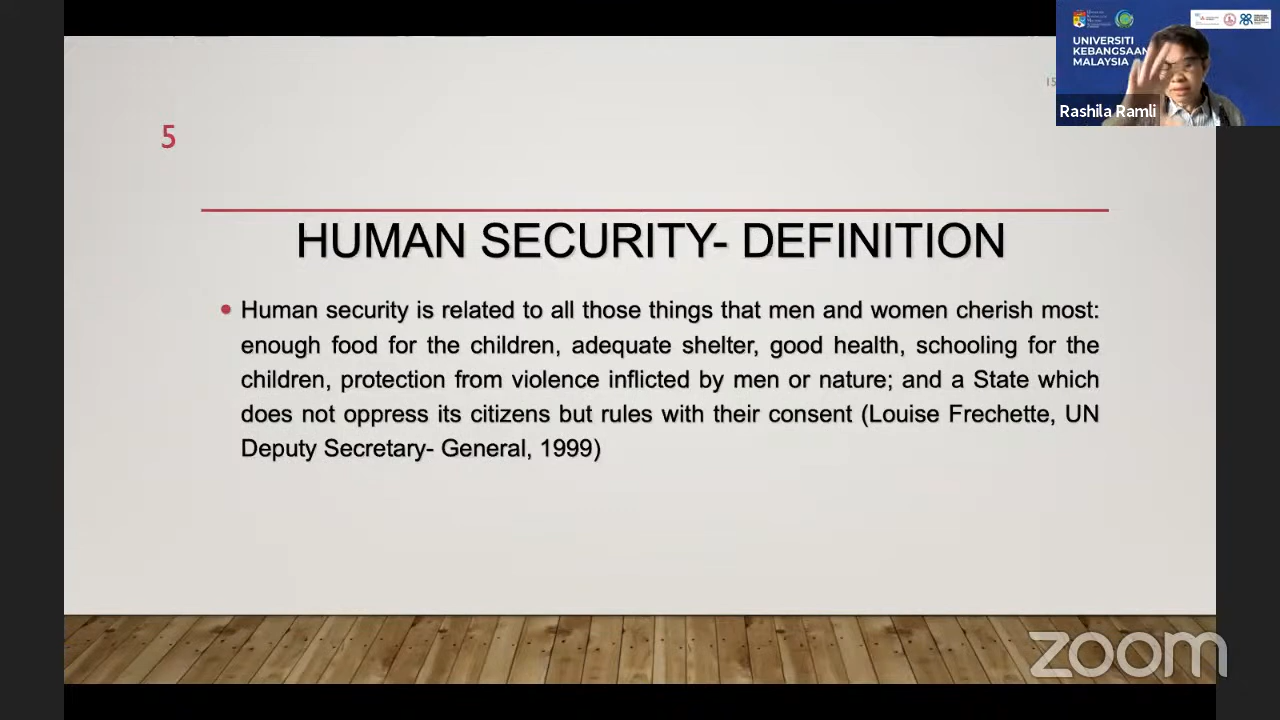 UNIVERSITI
KEBANGSAAN
MALAYSIA
Rashila Ramli
15
5
HUMAN SECURITY- DEFINITION
• Human security is related to all those things that men and women cherish most:
enough food for the children, adequate shelter, good health, schooling for the
children, protection from violence inflicted by men or nature; and a State which
does not oppress its citizens but rules with their consent (Louise Frechette, UN
Deputy Secretary- General, 1999)
zoom